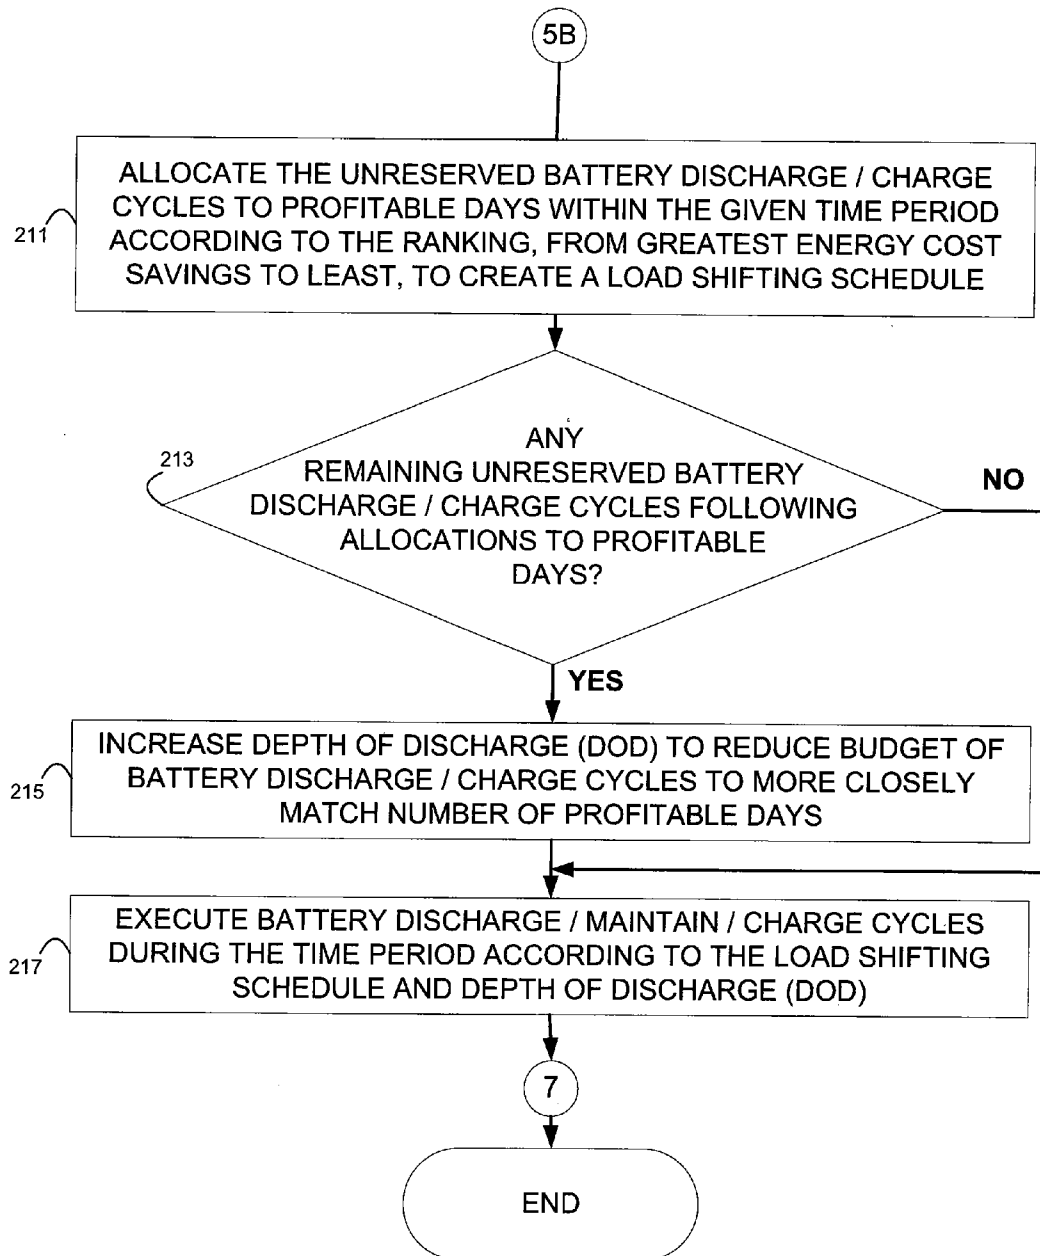 5B
211
ALLOCATE THE UNRESERVED BATTERY DISCHARGE / CHARGE
CYCLES TO PROFITABLE DAYS WITHIN THE GIVEN TIME PERIOD
ACCORDING TO THE RANKING, FROM GREATEST ENERGY COST
SAVINGS TO LEAST, TO CREATE A LOAD SHIFTING SCHEDULE
213
ANY
REMAINING UNRESERVED BATTERY
DISCHARGE / CHARGE CYCLES FOLLOWING
ALLOCATIONS TO PROFITABLE
DAYS?
NO
YES
215
INCREASE DEPTH OF DISCHARGE (DOD) TO REDUCE BUDGET OF
BATTERY DISCHARGE / CHARGE CYCLES TO MORE CLOSELY
MATCH NUMBER OF PROFITABLE DAYS
217
EXECUTE BATTERY DISCHARGE / MAINTAIN / CHARGE CYCLES
DURING THE TIME PERIOD ACCORDING TO THE LOAD SHIFTING
SCHEDULE AND DEPTH OF DISCHARGE (DOD)
7
END